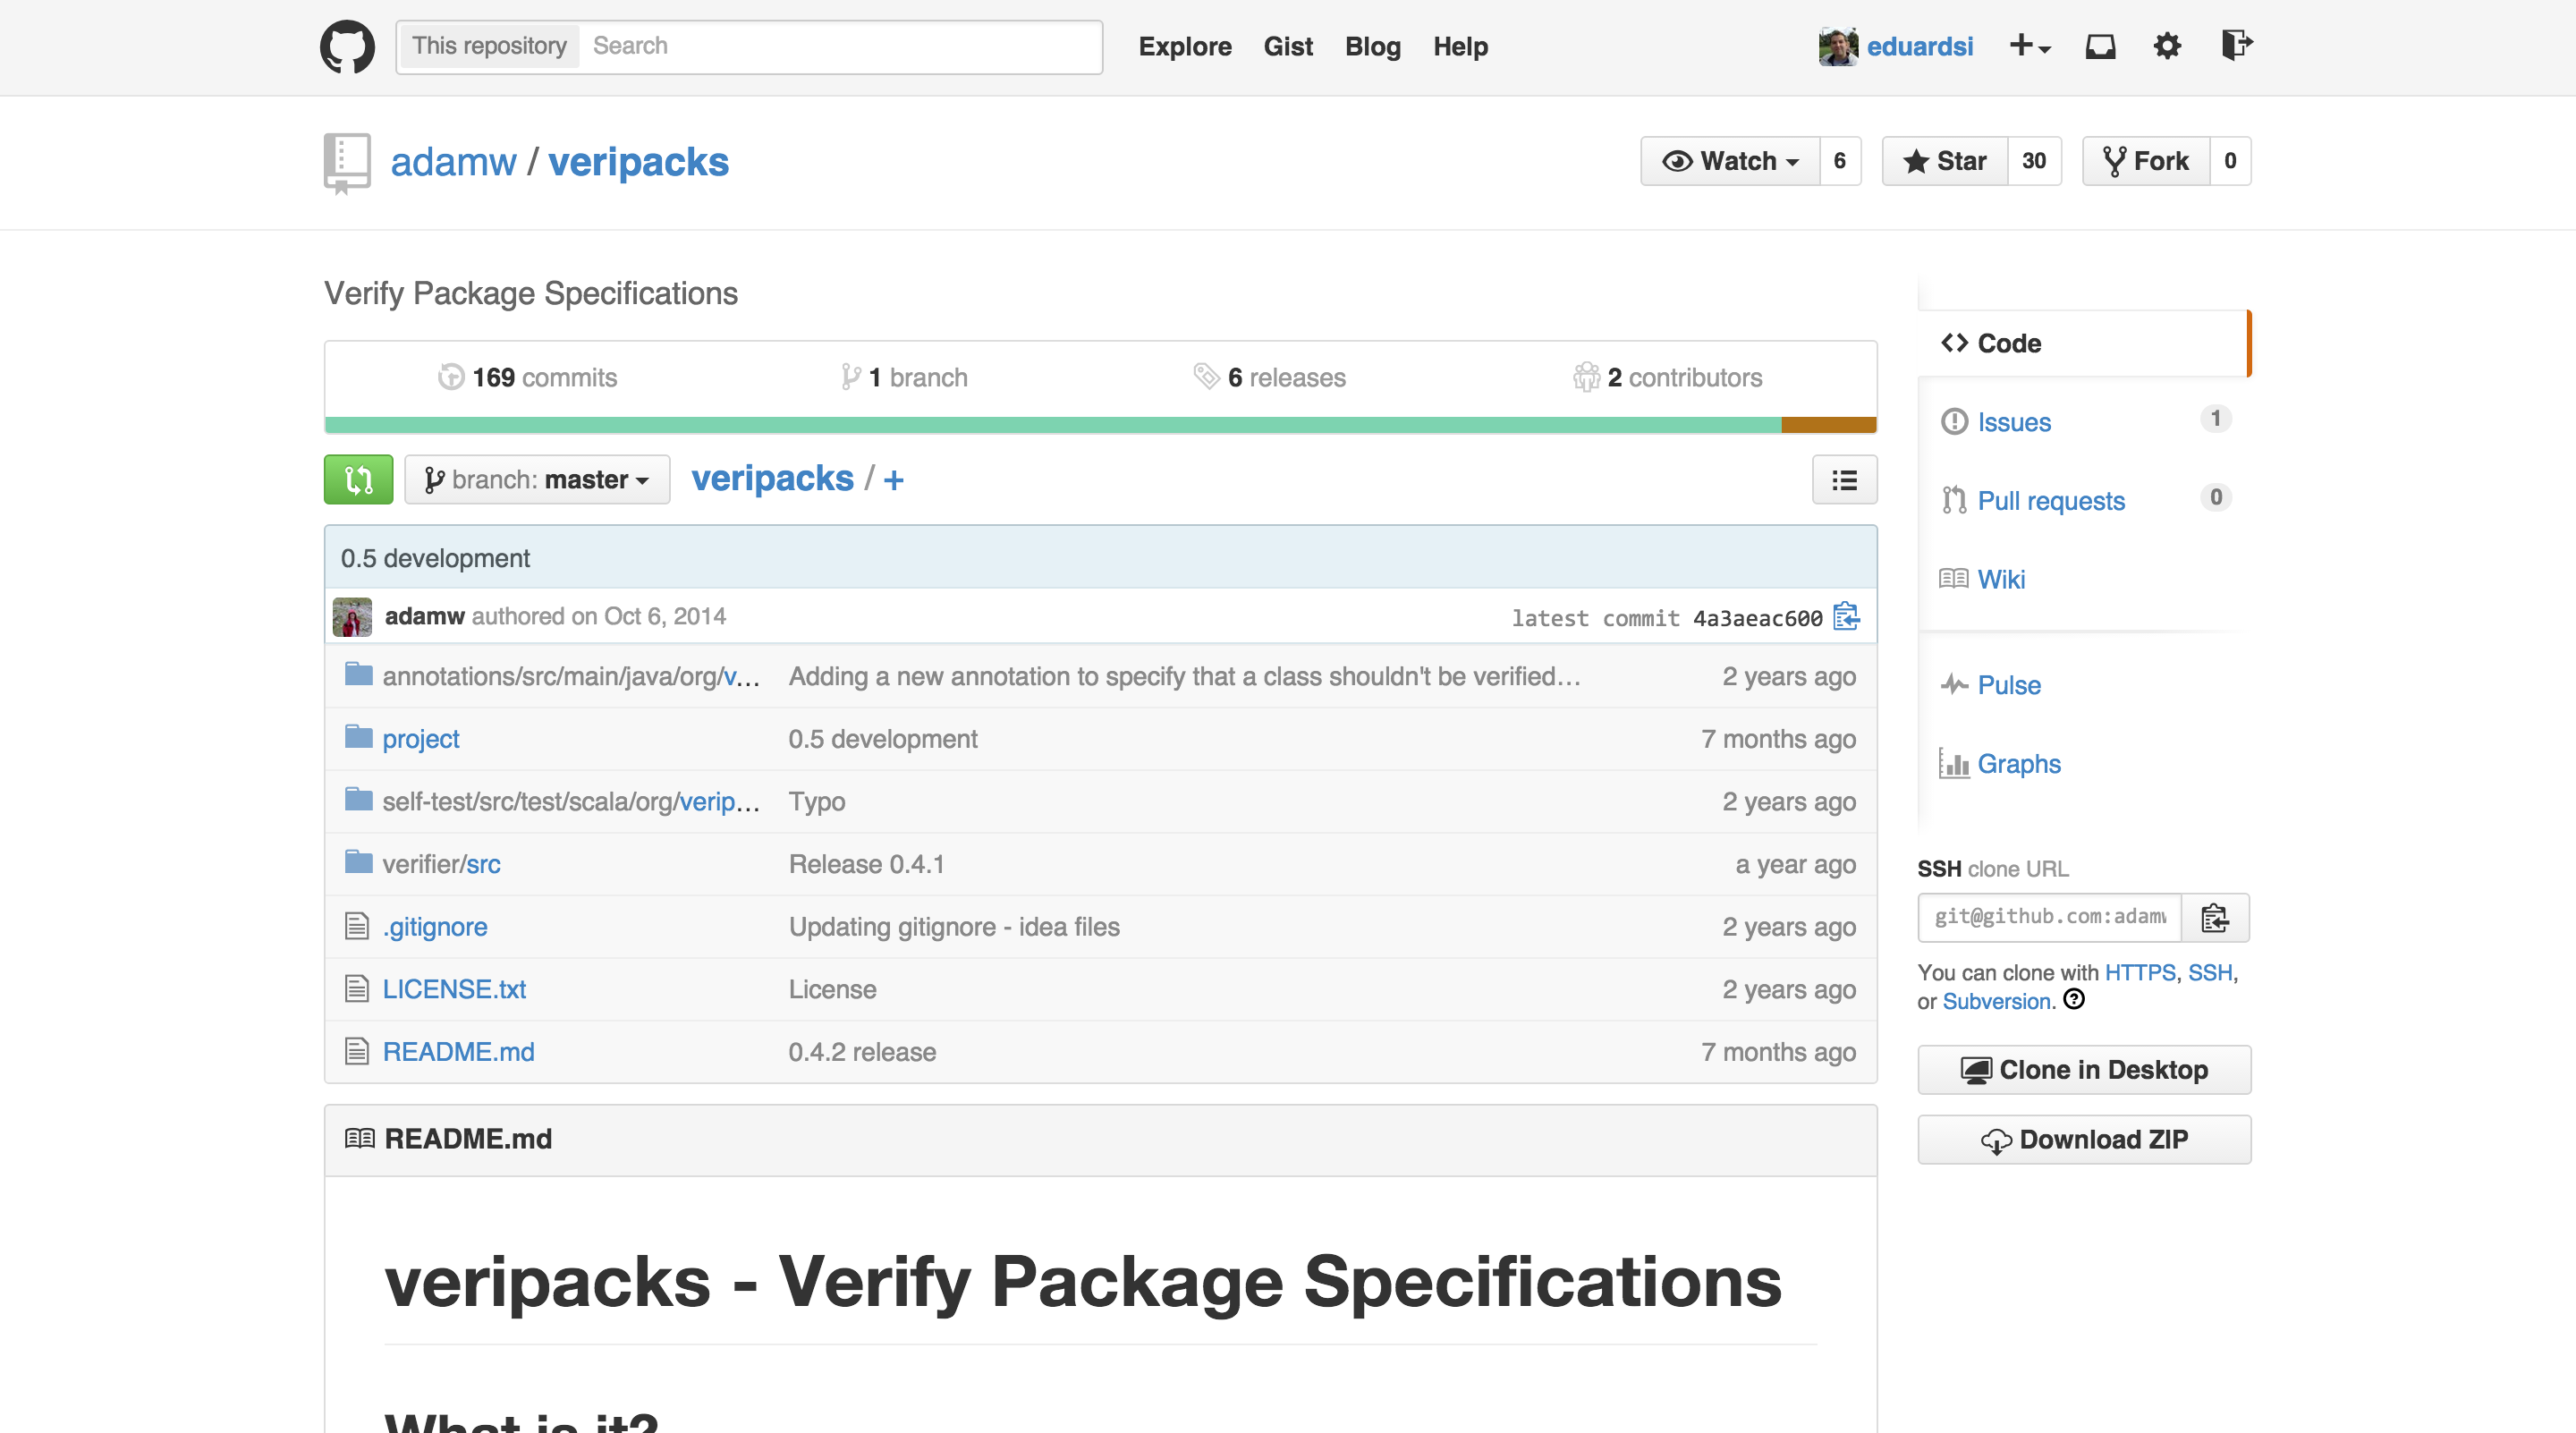 This repository Search Explore Gist Blog Help eduardsi
adamw / veripacks Watch 6 Star 30 Fork 0
Verify Package Specifications
169 commits 1 branch 6 releases 2 contributors
branch: master veripacks / +
0.5 development
adamw authored on Oct 6, 2014 latest commit 4a3aeac600
annotations/src/main/java/org/v… Adding a new annotation to specify that a class shouldn't be verified… 2 years ago
project 0.5 development 7 months ago
self-test/src/test/scala/org/verip… Typo 2 years ago
verifier/src Release 0.4.1 a year ago
.gitignore Updating gitignore - idea files 2 years ago
LICENSE.txt License 2 years ago
README.md 0.4.2 release 7 months ago
README.md
veripacks - Verify Package Specifications
What is it?
Code
Issues 1
Pull requests 0
Wiki
Pulse
Graphs
SSH clone URL
git@github.com:adamw
You can clone with HTTPS, SSH,
or Subversion.
Clone in Desktop
Download ZIP